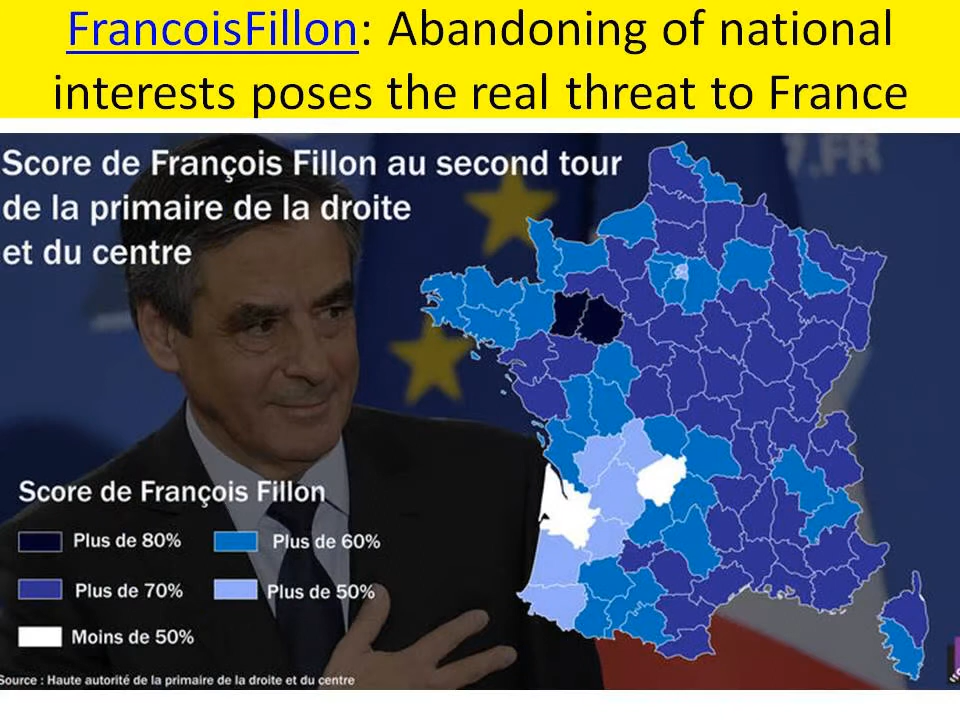 FrancoisFillon: Abandoning of national
interests poses the real threat to France
7.FR
Score de François Fillon au second tour
de la primaire de la droite
et du centre
Score de François Fillon
Plus de 80%
Plus de 60%
Plus de 70%
Plus de 50%
Moins de 50%
Source : Haute autorité de la primaire de la droite et du centre